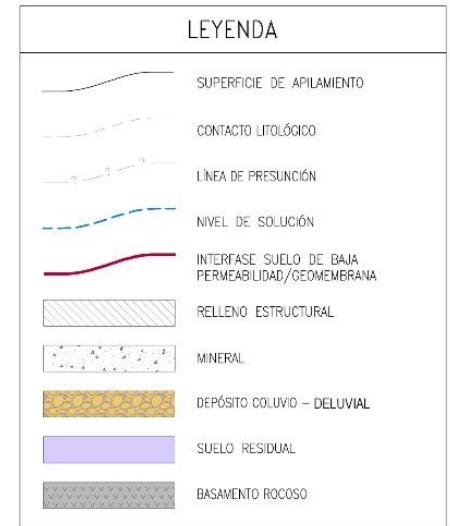 LEYENDA
SUPERFICIE DE APILAMIENTO
CONTACTO LITOLÓGICO
? ? ?
LÍNEA DE PRESUNCIÓN
NIVEL DE SOLUCIÓN
INTERFASE SUELO DE BAJA
PERMEABILIDAD/GEOMEMBRANA
RELLENO ESTRUCTURAL
MINERAL
DEPÓSITO COLUVIO - DELUVIAL
SUELO RESIDUAL
BASAMENTO ROCOSO